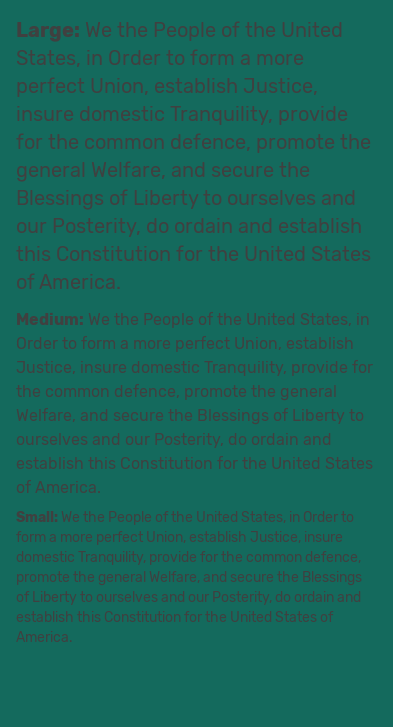 Large: We the People of the United
States, in Order to form a more
perfect Union, establish Justice,
insure domestic Tranquility, provide
for the common defence, promote the
general Welfare, and secure the
Blessings of Liberty to ourselves and
our Posterity, do ordain and establish
this Constitution for the United States
of America.
Medium: We the People of the United States, in
Order to form a more perfect Union, establish
Justice, insure domestic Tranquility, provide for
the common defence, promote the general
Welfare, and secure the Blessings of Liberty to
ourselves and our Posterity, do ordain and
establish this Constitution for the United States
of America.
Small: We the People of the United States, in Order to
form a more perfect Union, establish Justice, insure
domestic Tranquility, provide for the common defence,
promote the general Welfare, and secure the Blessings
of Liberty to ourselves and our Posterity, do ordain and
establish this Constitution for the United States of
America.